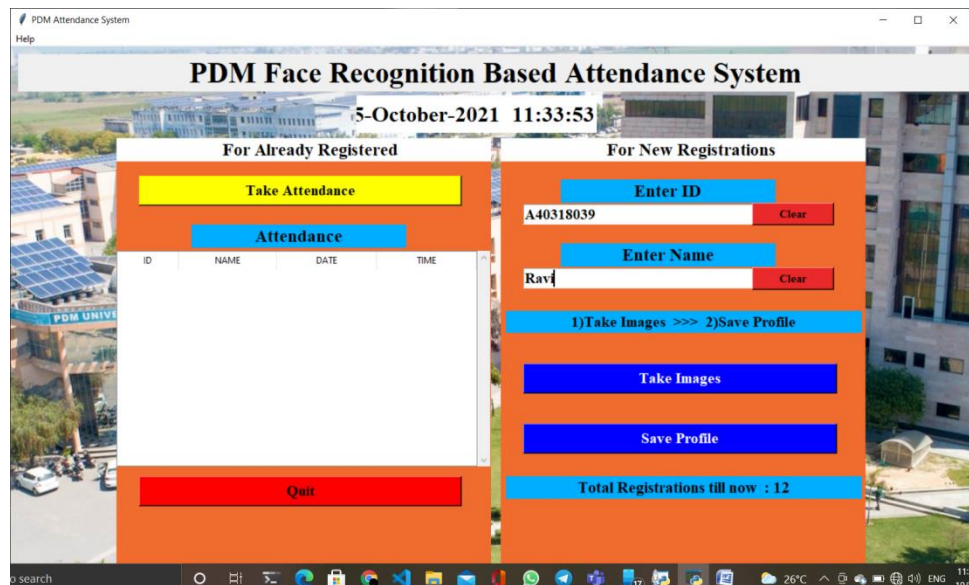 PDM Attendance System
Help
PDM Face Recognition Based Attendance System
5-October-2021 11:33:53
For Already Registered
Take Attendance
Attendance
ID NAME DATE TIME
Quit
For New Registrations
Enter ID
A40318039
Clear
Enter Name
Ravi
Clear
1)Take Images >>> 2)Save Profile
Take Images
Save Profile
Total Registrations till now : 12
PDM UNIVE
o search
17
26°C
ENG
11: